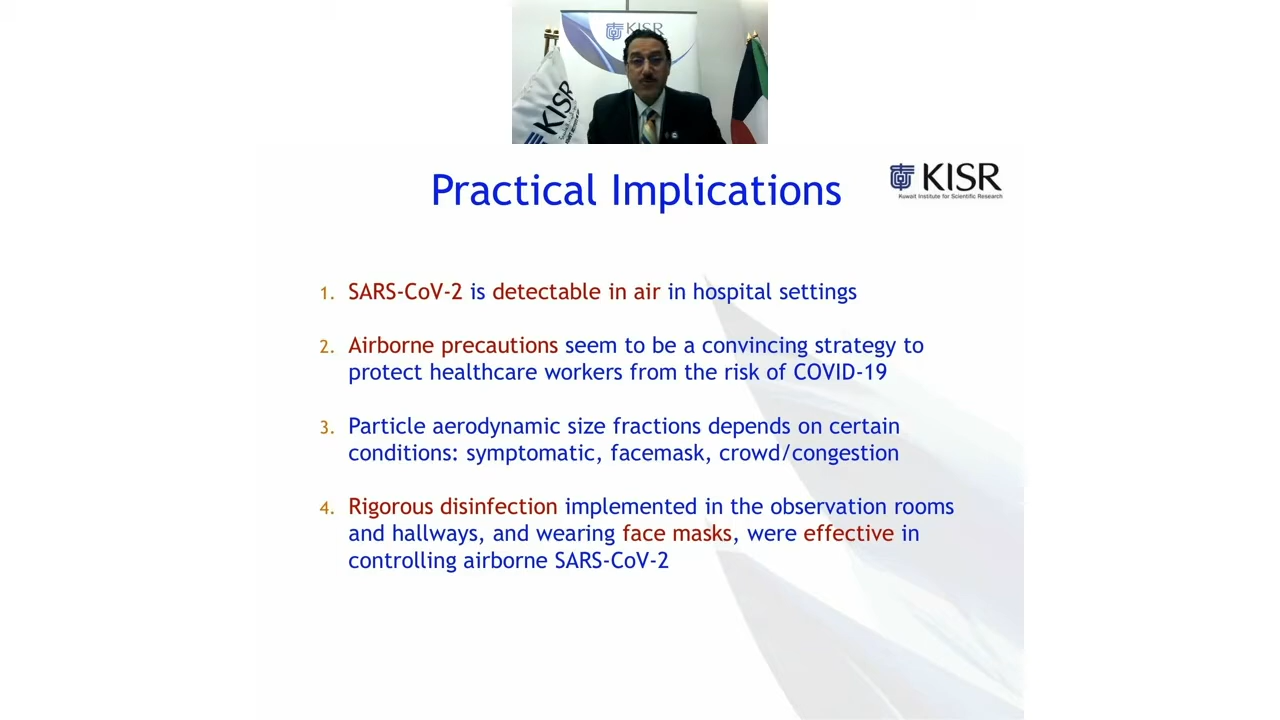 KISR
KISR
Practical Implications
KISR
Kuwait Institute for Scientific Research
1. SARS-CoV-2 is detectable in air in hospital settings
2. Airborne precautions seem to be a convincing strategy to
protect healthcare workers from the risk of COVID-19
3. Particle aerodynamic size fractions depends on certain
conditions: symptomatic, facemask, crowd/congestion
4. Rigorous disinfection implemented in the observation rooms
and hallways, and wearing face masks, were effective in
controlling airborne SARS-CoV-2